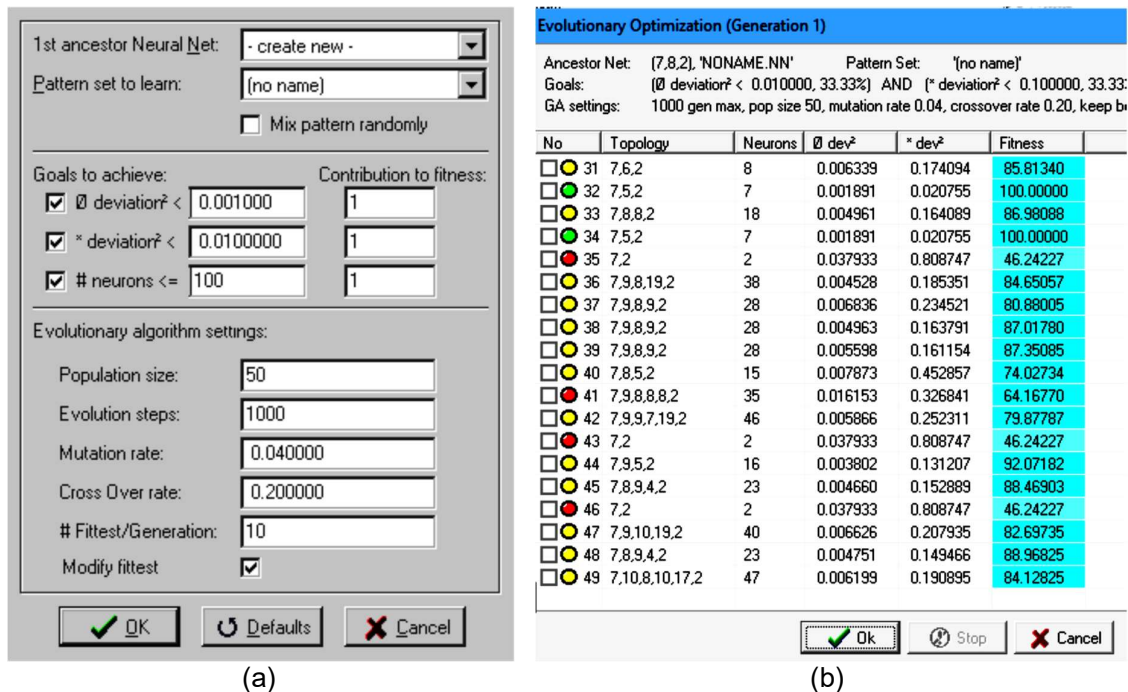 1st ancestor Neural Net: - create new -
Pattern set to learn: (no name)
Mix pattern randomly
Goals to achieve: Contribution to fitness:
Ø deviation² < 0.001000 1
* deviation² < 0.0100000 1
# neurons <= 100 1
Evolutionary algorithm settings:
Population size: 50
Evolution steps: 1000
Mutation rate: 0.040000
Cross Over rate: 0.200000
# Fittest/Generation: 10
Modify fittest
OK Defaults Cancel
(a)
Evolutionary Optimization (Generation 1)
Ancestor Net: (7,8,2), 'NONAME.NN' Pattern Set: '(no name)'
Goals: (Ø deviation² < 0.010000, 33.33%) AND (* deviation² < 0.100000, 33.33
GA settings: 1000 gen max, pop size 50, mutation rate 0.04, crossover rate 0.20, keep b
No Topology Neurons Ø dev² * dev² Fitness
31 7,6,2 8 0.006339 0.174094 85.81340
32 7,5,2 7 0.001891 0.020755 100.00000
33 7,8,8,2 18 0.004961 0.164089 86.98088
34 7,5,2 7 0.001891 0.020755 100.00000
35 7,2 2 0.037933 0.808747 46.24227
36 7,9,8,19,2 38 0.004528 0.185351 84.65057
37 7,9,8,9,2 28 0.006836 0.234521 80.88005
38 7,9,8,9,2 28 0.004963 0.163791 87.01780
39 7,9,8,9,2 28 0.005598 0.161154 87.35085
40 7,8,5,2 15 0.007873 0.452857 74.02734
41 7,9,8,8,8,2 35 0.016153 0.326841 64.16770
42 7,9,9,7,19,2 46 0.005866 0.252311 79.87787
43 7,2 2 0.037933 0.808747 46.24227
44 7,9,5,2 16 0.003802 0.131207 92.07182
45 7,8,9,4,2 23 0.004660 0.152889 88.46903
46 7,2 2 0.037933 0.808747 46.24227
47 7,9,10,19,2 40 0.006626 0.207935 82.69735
48 7,8,9,4,2 23 0.004751 0.149466 88.96825
49 7,10,8,10,17,2 47 0.006199 0.190895 84.12825
Ok Stop Cancel
(b)